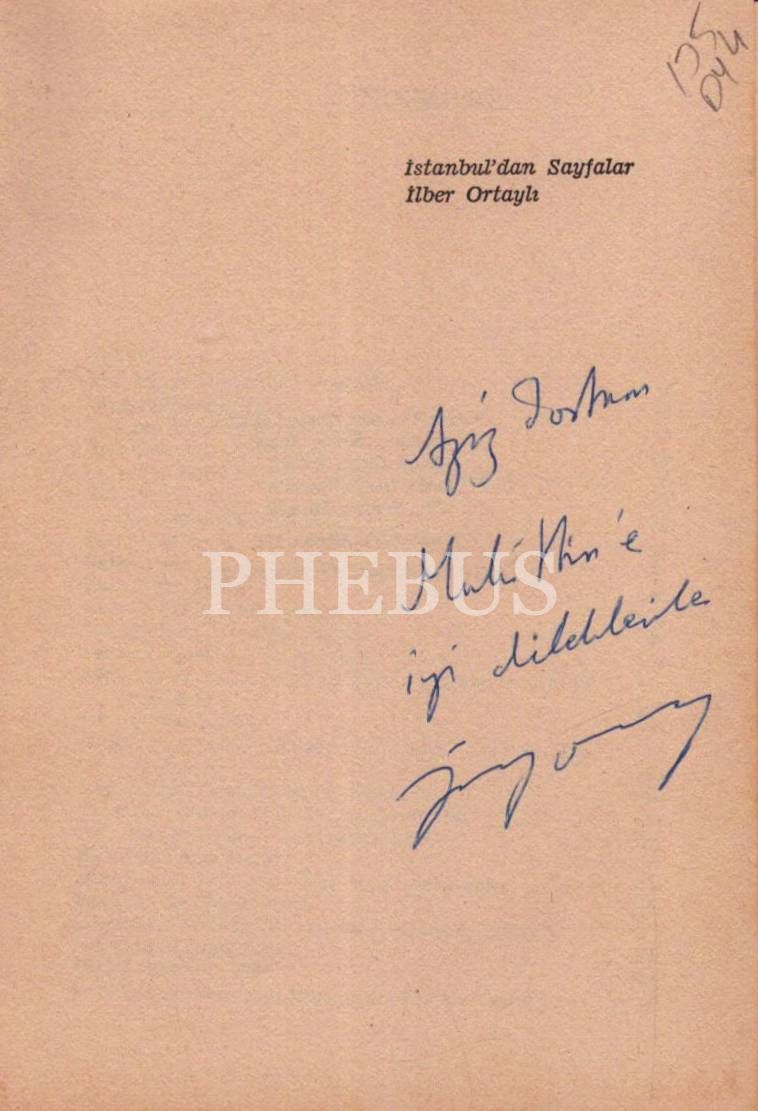 İstanbul'dan Sayfalar
İlber Ortaylı
Aziz Dostum
Muhittin'e
iyi dileklerle
PHEBUS